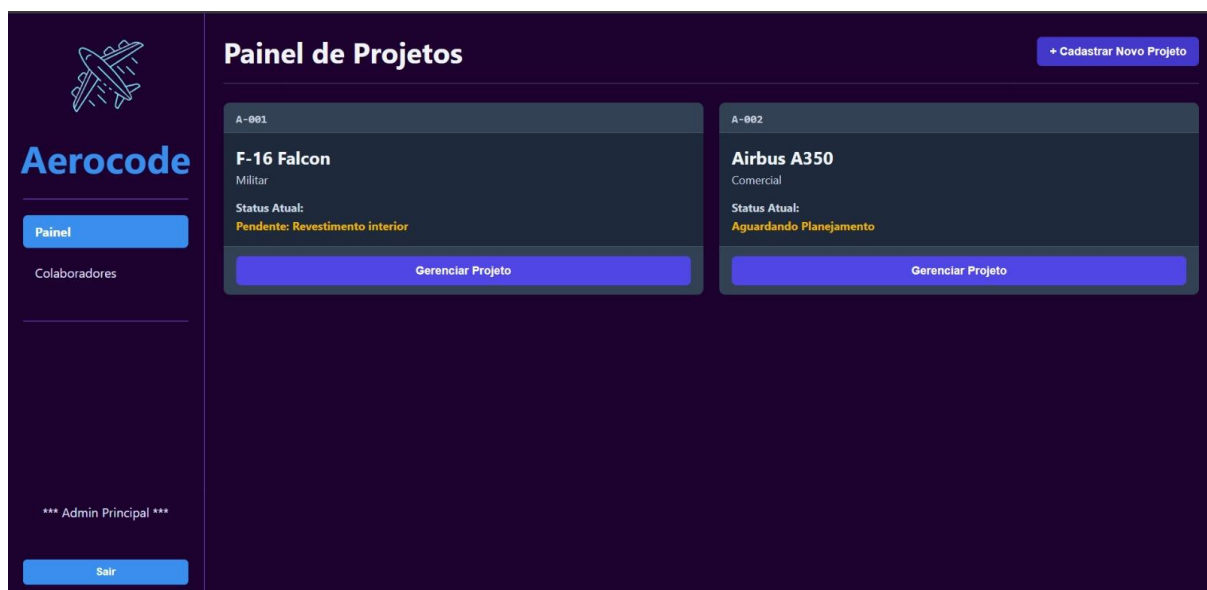 Aerocode
Painel
Colaboradores
*** Admin Principal ***
Sair
Painel de Projetos
+ Cadastrar Novo Projeto
A-001
F-16 Falcon
Militar
Status Atual:
Pendente: Revestimento interior
Gerenciar Projeto
A-002
Airbus A350
Comercial
Status Atual:
Aguardando Planejamento
Gerenciar Projeto